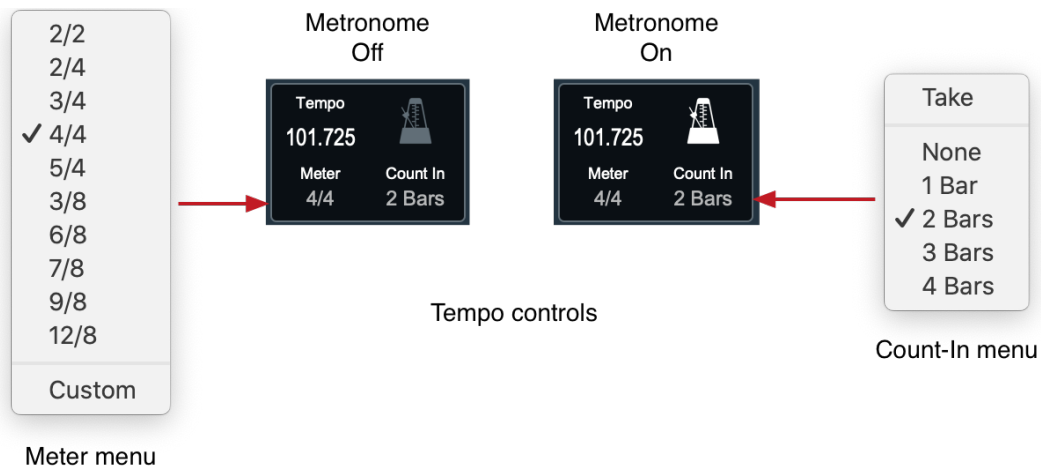 2/2
2/4
3/4
✓ 4/4
5/4
3/8
6/8
7/8
9/8
12/8
Custom
Meter menu
Metronome
Off
Tempo
101.725
Meter
Count In
4/4
2 Bars
Metronome
On
Tempo
101.725
Meter
Count In
4/4
2 Bars
Tempo controls
Take
None
1 Bar
✓ 2 Bars
3 Bars
4 Bars
Count-In menu